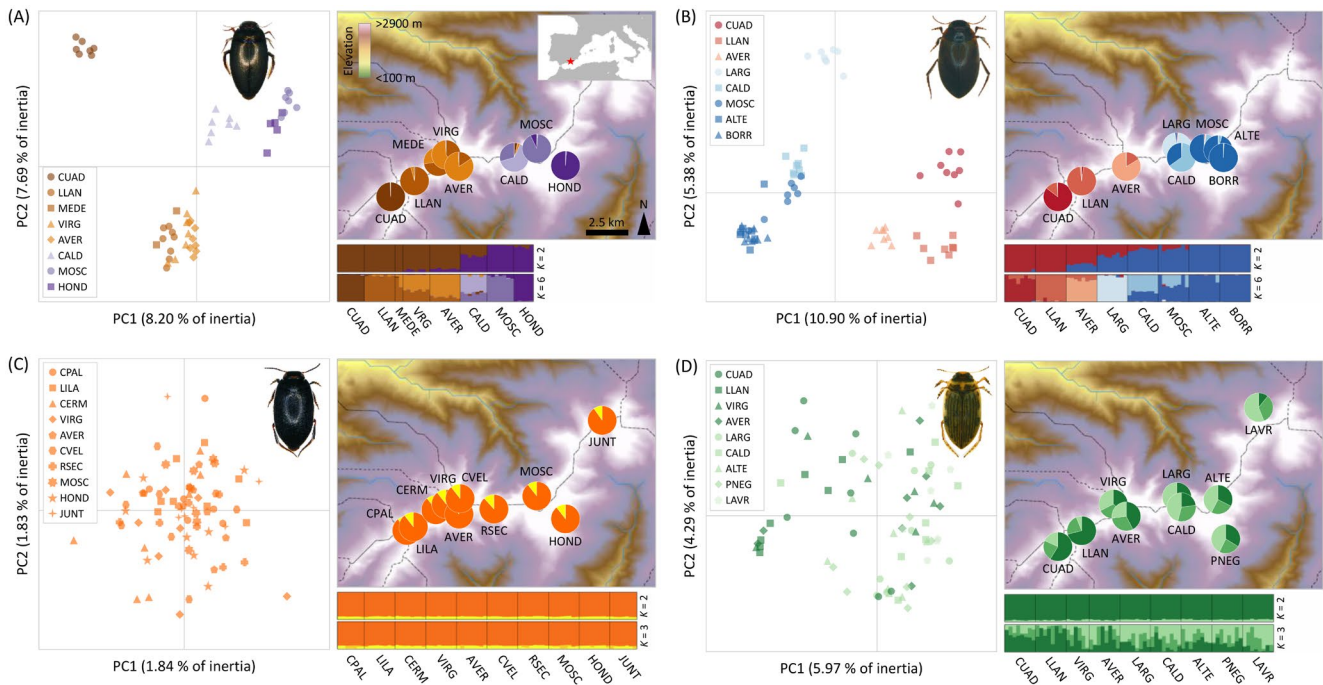 (A)
PC2 (7.69 % of inertia)
PC1 (8.20 % of inertia)
CUAD
LLAN
MEDE
VIRG
AVER
CALD
MOSC
HOND
>2900 m
Elevation
<100 m
VIRG
MEDE
MOSC
CUAD
LLAN
AVER
CALD
HOND
2.5 km
N
K = 2
K = 6
CUAD
LLAN
MEDE
VRG
AVER
CALD
MOSC
HOND
(B)
PC2 (5.38 % of inertia)
PC1 (10.90 % of inertia)
CUAD
LLAN
AVER
LARG
CALD
MOSC
ALTE
BORR
LARG
MOSC
ALTE
CUAD
LLAN
AVER
CALD
BORR
K = 2
K = 6
CUAD
LLAN
AVER
LARG
CALD
MOSC
ALTE
BORR
(C)
PC2 (1.83 % of inertia)
PC1 (1.84 % of inertia)
CPAL
LILA
CERM
VIRG
AVER
CVEL
RSEC
MOSC
HOND
JUNT
JUNT
VIRG
CVEL
MOSC
CERM
CPAL
LILA
AVER
RSEC
HOND
K = 2
K = 3
CPAL
LILA
CERM
VIRG
AVER
CVEL
RSEC
MOSC
HOND
JUNT
(D)
PC2 (4.29 % of inertia)
PC1 (5.97 % of inertia)
CUAD
LLAN
VIRG
AVER
LARG
CALD
ALTE
PNEG
LAVR
LAVR
LARG
ALTE
VIRG
CUAD
LLAN
AVER
CALD
PNEG
K = 2
K = 3
CUAD
LLAN
VIRG
AVER
LARG
CALD
ALTE
PNEG
LAVR